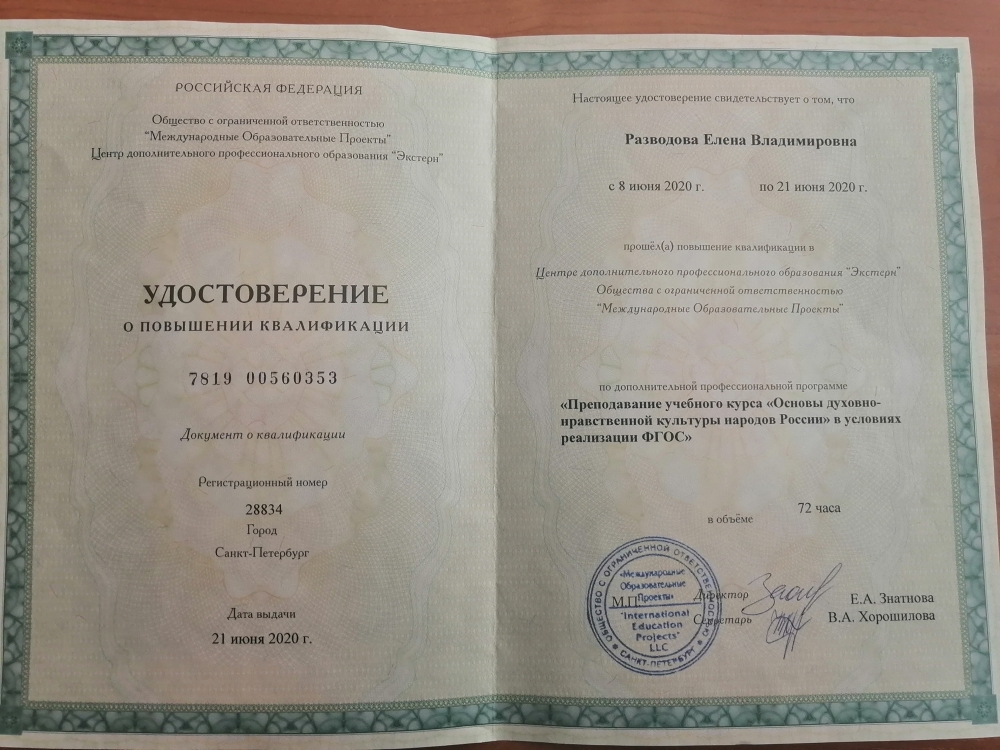 РОССИЙСКАЯ ФЕДЕРАЦИЯ
Общество с ограниченной ответственностью
"Международные Образовательные Проекты"
Центр дополнительного профессионального образования "Экстерн"
УДОСТОВЕРЕНИЕ
О ПОВЫШЕНИИ КВАЛИФИКАЦИИ
7819 00560353
Документ о квалификации
Регистрационный номер
28834
Город
Санкт-Петербург
Дата выдачи
21 июня 2020 г.
Настоящее удостоверение свидетельствует о том, что
Разводова Елена Владимировна
с 8 июня 2020 г. по 21 июня 2020 г.
прошёл(а) повышение квалификации в
Центре дополнительного профессионального образования "Экстерн"
Общества с ограниченной ответственностью
"Международные Образовательные Проекты"
по дополнительной профессиональной программе
«Преподавание учебного курса «Основы духовно-
нравственной культуры народов России» в условиях
реализации ФГОС»
в объёме 72 часа
М.П.
Директор Е.А. Знатнова
Секретарь В.А. Хорошилова
ОБЩЕСТВО С ОГРАНИЧЕННОЙ ОТВЕТСТВЕННОСТЬЮ
САНКТ-ПЕТЕРБУРГ
"Международные
Образовательные
Проекты"
"International
Education
Projects"
LLC